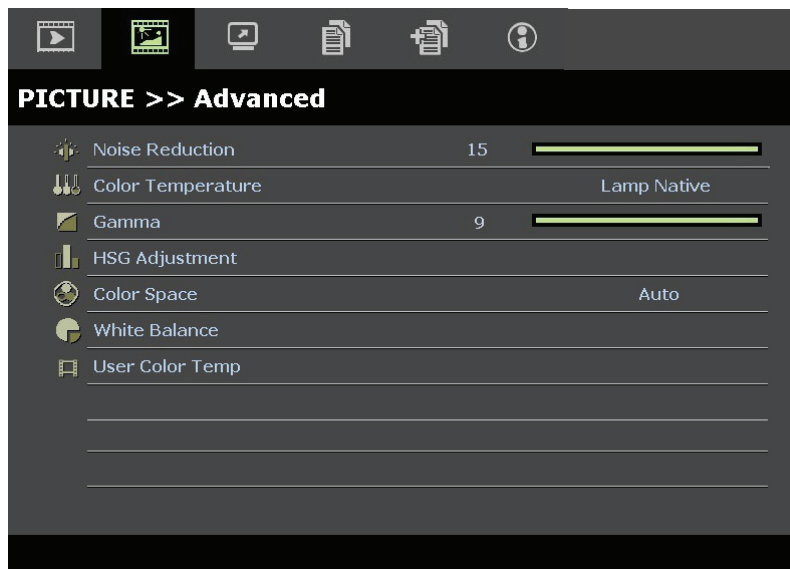 PICTURE >> Advanced
Noise Reduction 15
Color Temperature Lamp Native
Gamma 9
HSG Adjustment
Color Space Auto
White Balance
User Color Temp